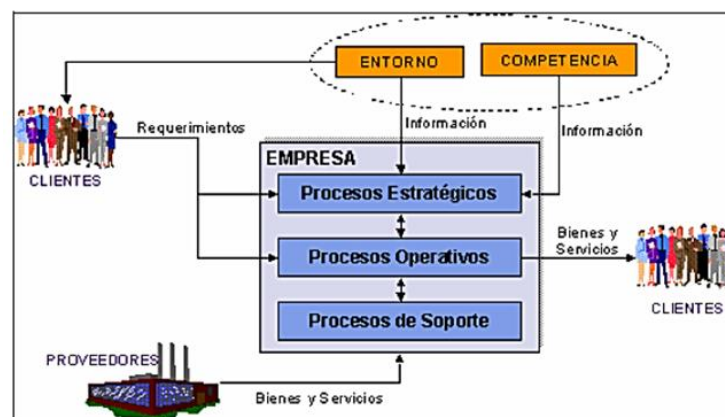 ENTORNO
COMPETENCIA
Requerimientos
Información
Información
CLIENTES
EMPRESA
Procesos Estratégicos
Bienes y
Servicios
Procesos Operativos
CLIENTES
Procesos de Soporte
PROVEEDORES
Bienes y Servicios